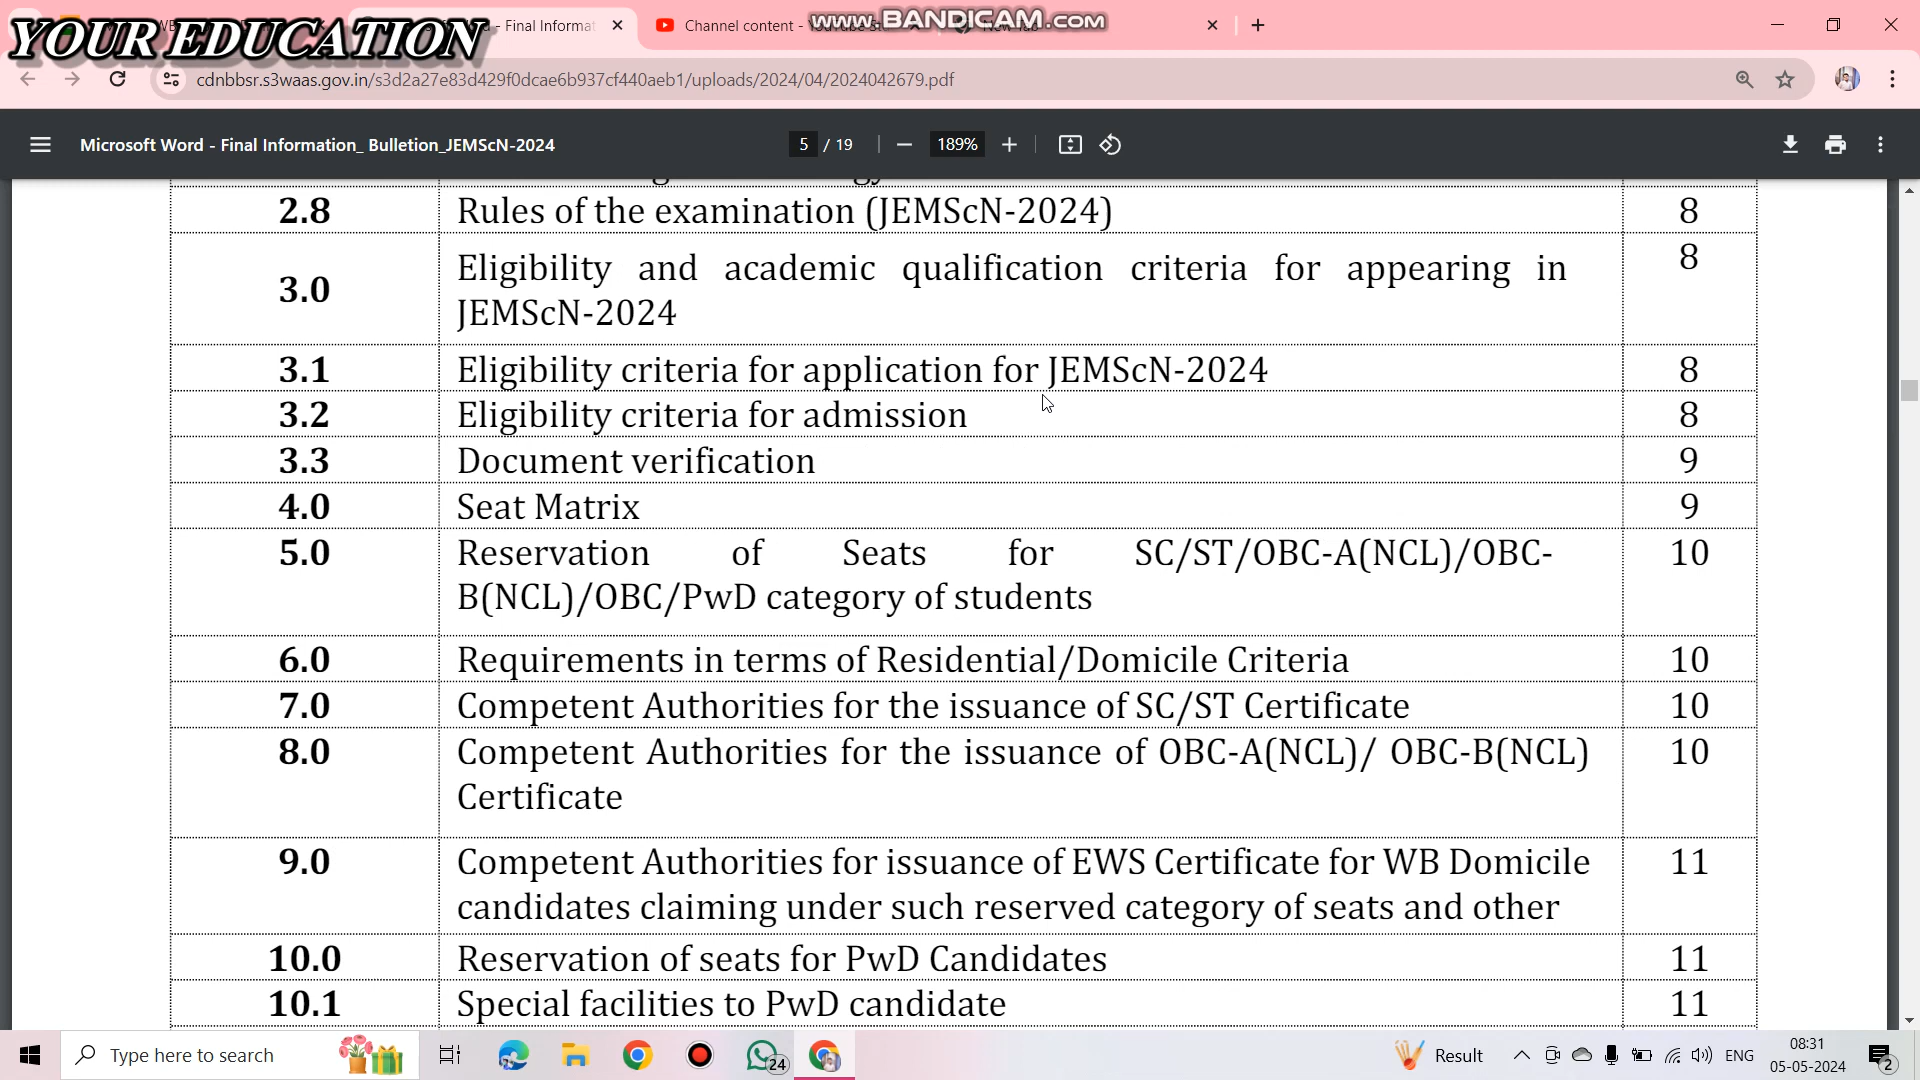 YOUR EDUCATION
- Final Informat
Channel content - YouTube St
www.BANDICAM.com
cdnbbsr.s3waas.gov.in/s3d2a27e83d429f0dcae6b937cf440aeb1/uploads/2024/04/2024042679.pdf
Microsoft Word - Final Information_ Bulletion_JEMScN-2024
5 / 19
189%
2.8 Rules of the examination (JEMScN-2024) 8
3.0 Eligibility and academic qualification criteria for appearing in 8
JEMScN-2024
3.1 Eligibility criteria for application for JEMScN-2024 8
3.2 Eligibility criteria for admission 8
3.3 Document verification 9
4.0 Seat Matrix 9
5.0 Reservation of Seats for SC/ST/OBC-A(NCL)/OBC- 10
B(NCL)/OBC/PwD category of students
6.0 Requirements in terms of Residential/Domicile Criteria 10
7.0 Competent Authorities for the issuance of SC/ST Certificate 10
8.0 Competent Authorities for the issuance of OBC-A(NCL)/ OBC-B(NCL) 10
Certificate
9.0 Competent Authorities for issuance of EWS Certificate for WB Domicile 11
candidates claiming under such reserved category of seats and other
10.0 Reservation of seats for PwD Candidates 11
10.1 Special facilities to PwD candidate 11
Type here to search
24
Result
ENG
08:31
05-05-2024
2